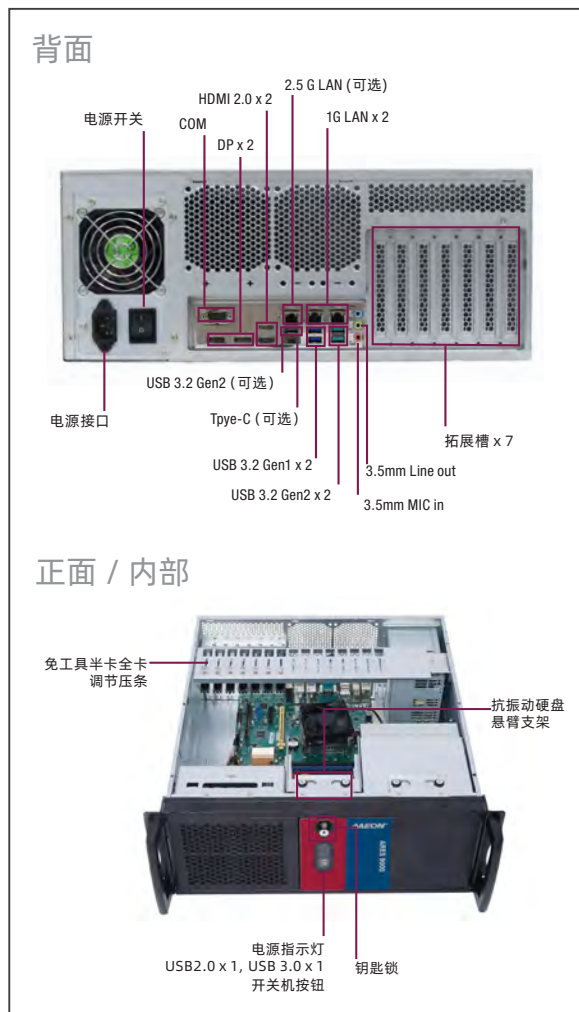 背面
2.5 G LAN (可选)
HDMI 2.0 x 2
1G LAN x 2
电源开关
COM
DP x 2
USB 3.2 Gen2 (可选)
Tpye-C (可选)
电源接口
拓展槽 x 7
USB 3.2 Gen1 x 2
3.5mm Line out
USB 3.2 Gen2 x 2
3.5mm MIC in
正面 / 内部
免工具半卡全卡
调节压条
抗振动硬盘
悬臂支架
AAEON
ARES 9000
电源指示灯
USB2.0 x 1, USB 3.0 x 1
开关机按钮
钥匙锁